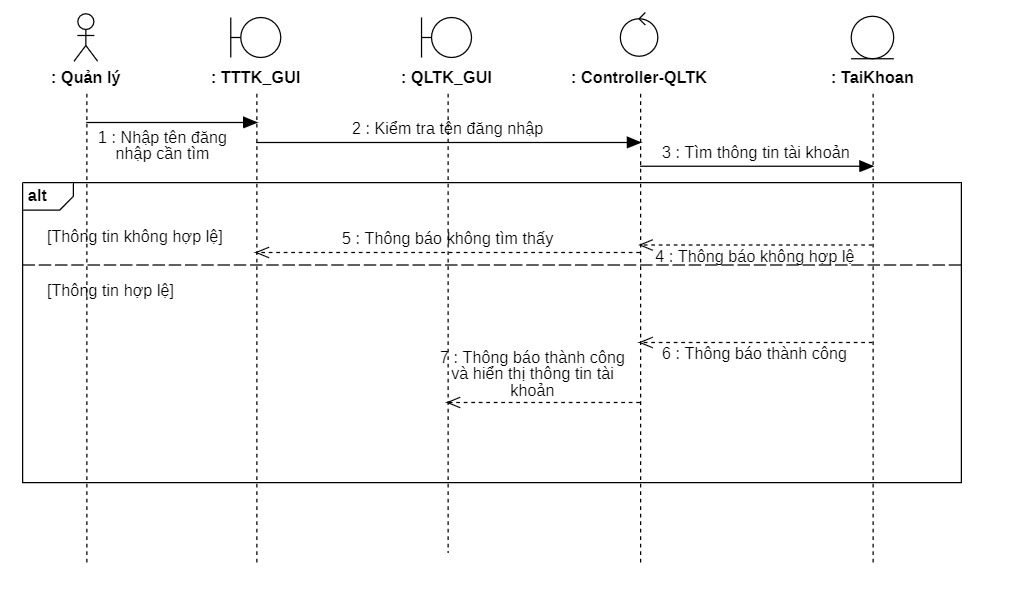 : Quản lý
: TTTK_GUI
: QLTK_GUI
: Controller-QLTK
: TaiKhoan
1 : Nhập tên đăng
nhập cần tìm
2 : Kiểm tra tên đăng nhập
3 : Tìm thông tin tài khoản
alt
[Thông tin không hợp lệ]
5 : Thông báo không tìm thấy
4 : Thông báo không hợp lê
[Thông tin hợp lệ]
6 : Thông báo thành công
7 : Thông báo thành công
và hiển thị thông tin tài
khoản